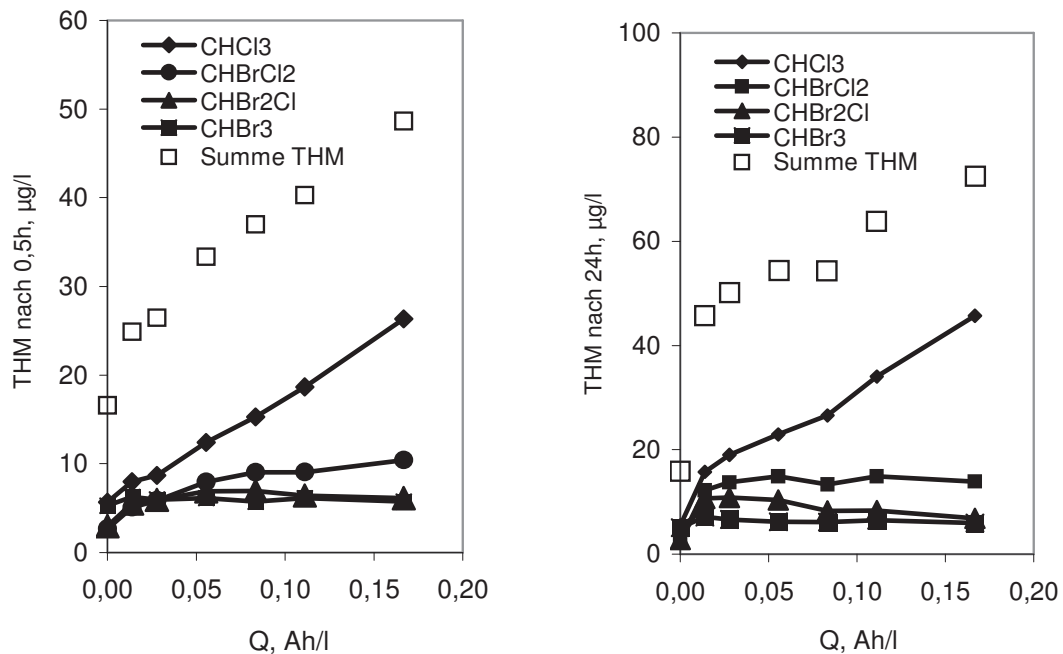 60
50
40
30
20
10
0
THM nach 0,5h, µg/l
CHCl3
CHBrCl2
CHBr2Cl
CHBr3
Summe THM
0,00 0,05 0,10 0,15 0,20
Q, Ah/l
100
80
60
40
20
0
THM nach 24h, µg/l
CHCl3
CHBrCl2
CHBr2Cl
CHBr3
Summe THM
0,00 0,05 0,10 0,15 0,20
Q, Ah/l